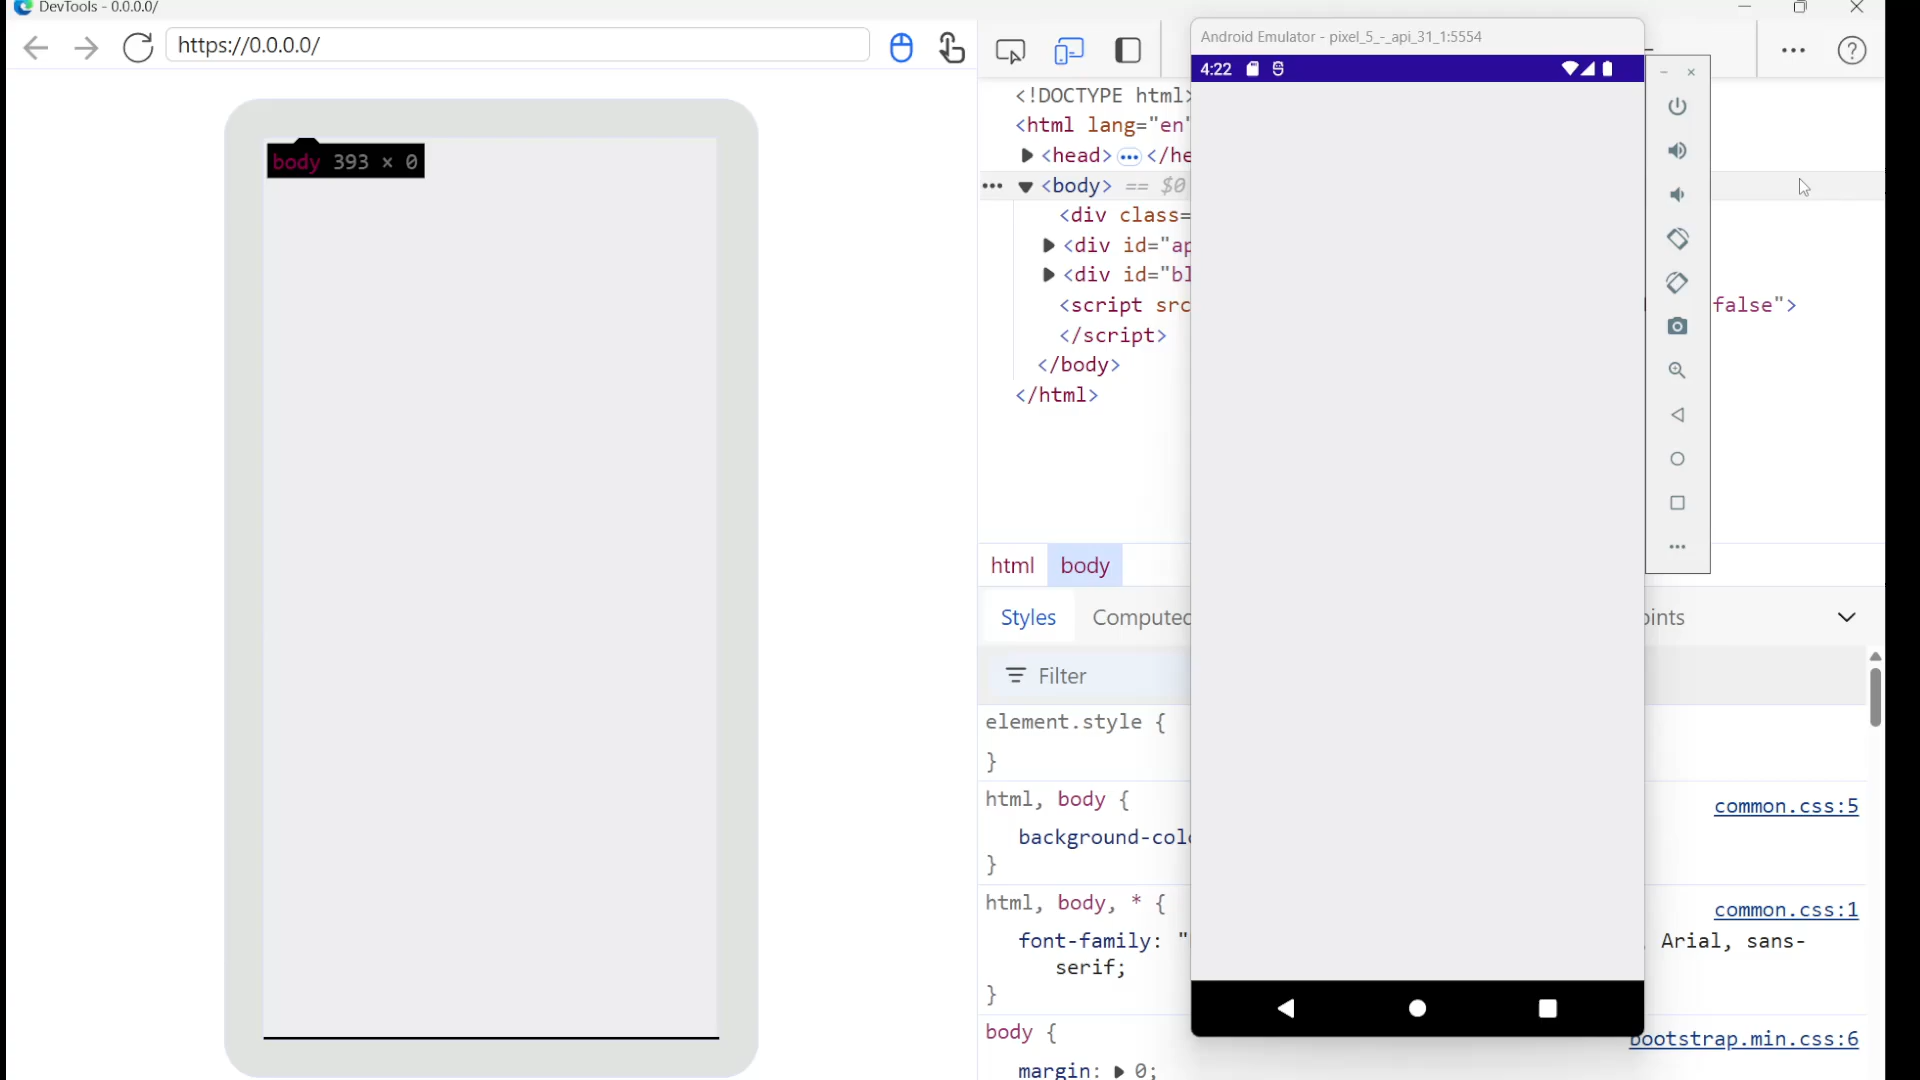 DevTools - 0.0.0.0/
https://0.0.0.0/
body 393 × 0
<!DOCTYPE html>
<html lang="en"
<head> ••• </he
••• <body> == $0
<div class=
<div id="ap
<div id="bl
<script src
false">
</script>
</body>
</html>
html body
Styles Computed
oints
Filter
element.style {
}
html, body {
common.css:5
background-colo
}
html, body, * {
common.css:1
font-family: "
, Arial, sans-
serif;
}
body {
bootstrap.min.css:6
margin: 0;
Android Emulator - pixel_5_-_api_31_1:5554
4:22